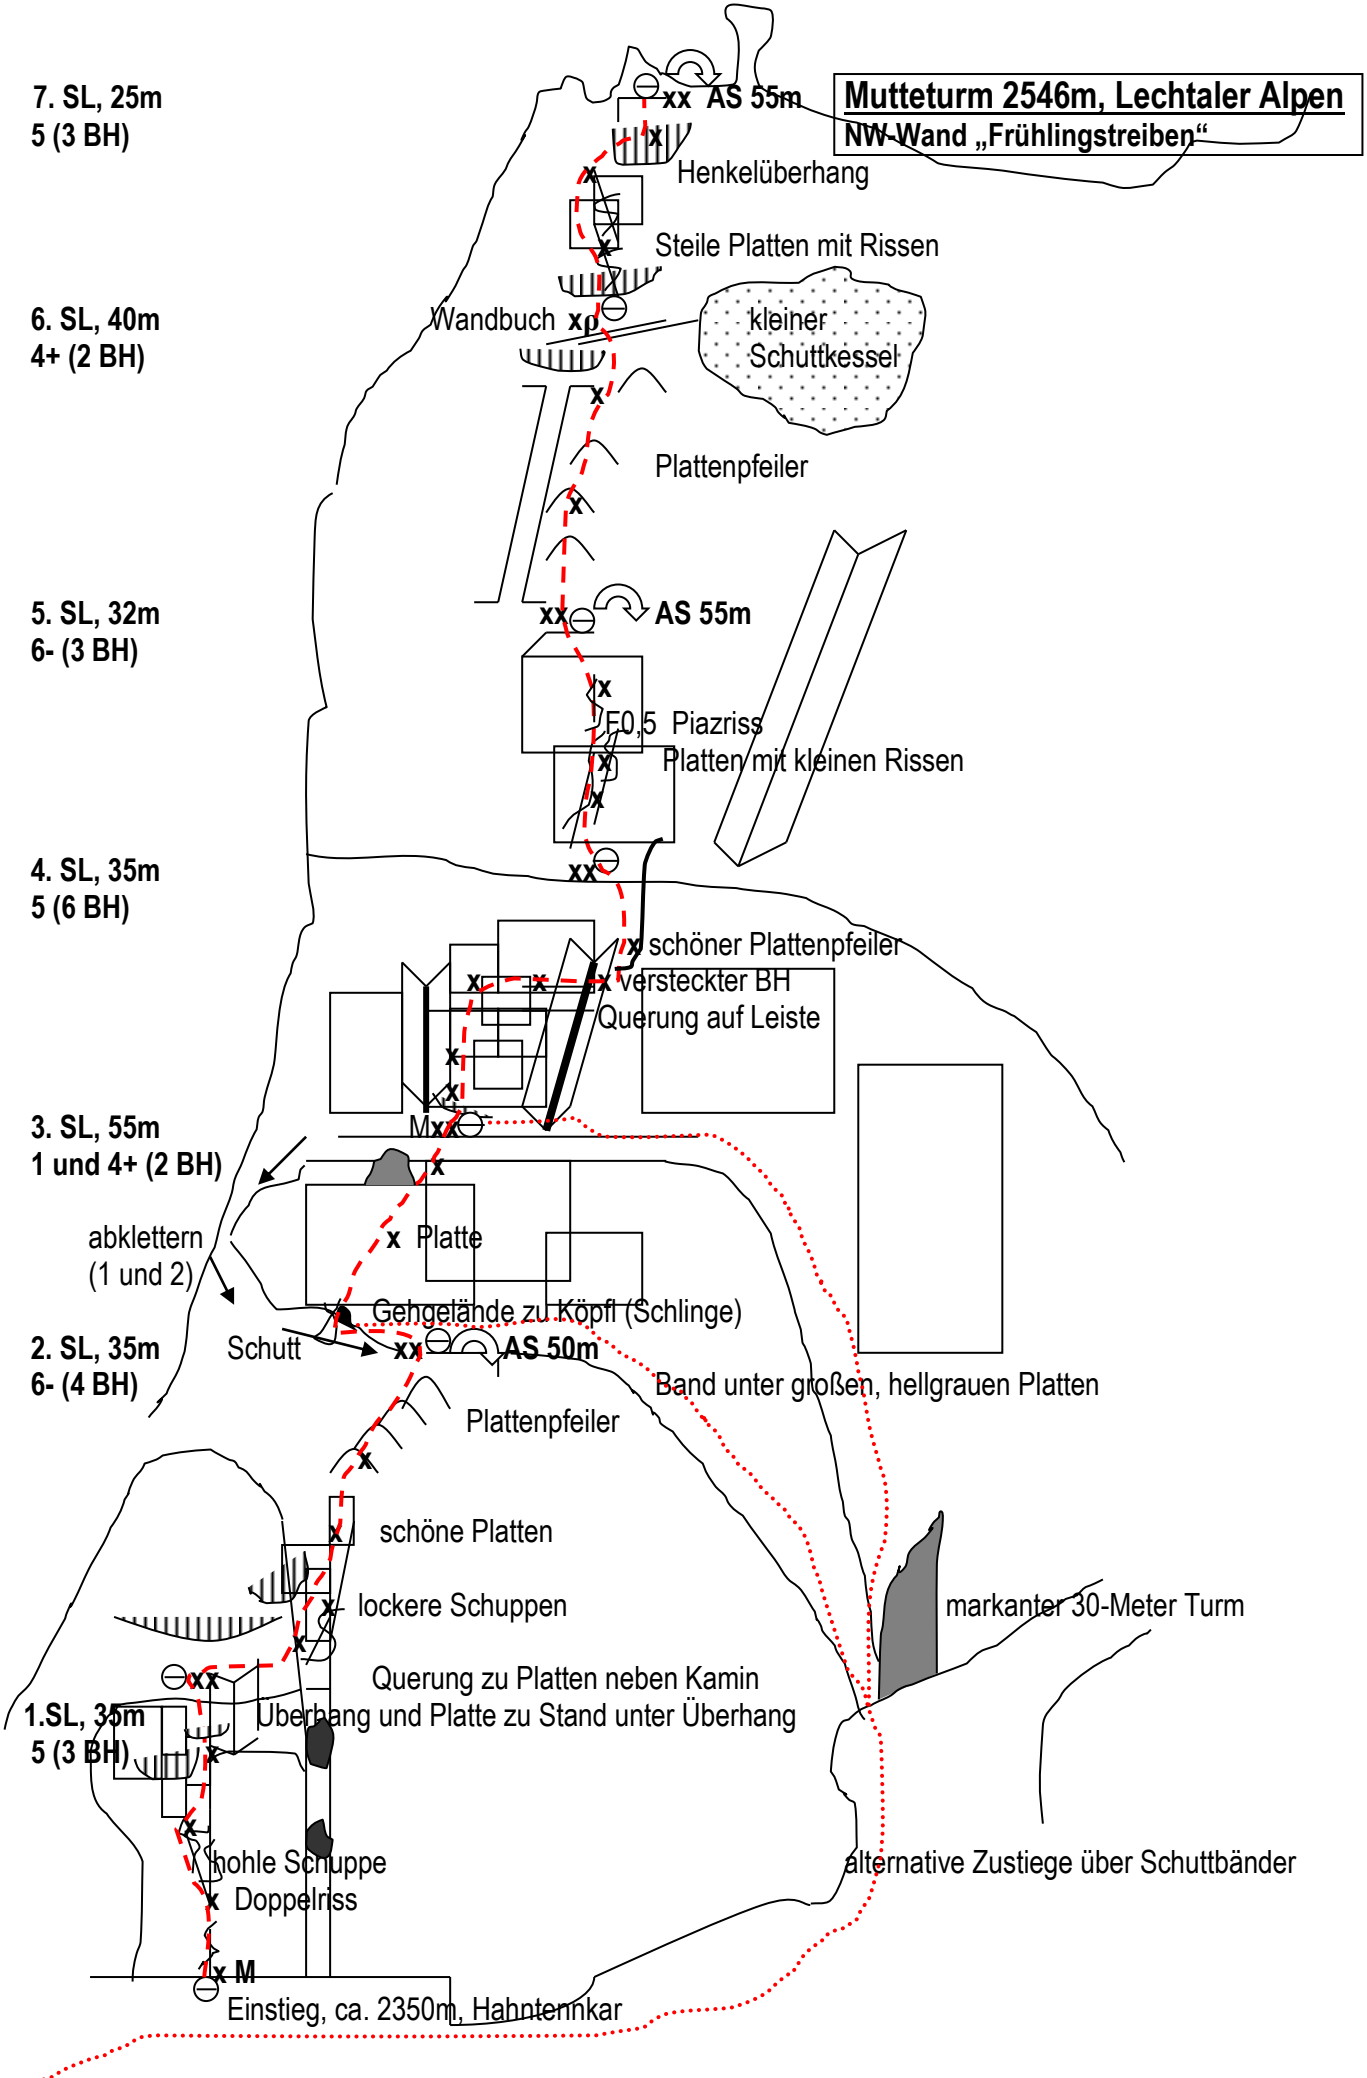 Mutteturm 2546m, Lechtaler Alpen
NW-Wand „Frühlingstreiben“
7. SL, 25m
5 (3 BH)
xx AS 55m
x
Henkelüberhang
x
Steile Platten mit Rissen
x
6. SL, 40m
4+ (2 BH)
Wandbuch xρ
kleiner
Schuttkessel
x
Plattenpfeiler
x
5. SL, 32m
6- (3 BH)
xx
AS 55m
x
F0,5 Piazriss
Platten mit kleinen Rissen
x
x
4. SL, 35m
5 (6 BH)
xx
x schöner Plattenpfeiler
x x x versteckter BH
Querung auf Leiste
x
x
3. SL, 55m
1 und 4+ (2 BH)
Mxx
x
abklettern
(1 und 2)
x Platte
Gehgelände zu Köpfl (Schlinge)
2. SL, 35m
6- (4 BH)
Schutt
xx
AS 50m
Band unter großen, hellgrauen Platten
Plattenpfeiler
x
x schöne Platten
x lockere Schuppen
markanter 30-Meter Turm
x
xx
Querung zu Platten neben Kamin
1.SL, 35m
5 (3 BH)
Überhang und Platte zu Stand unter Überhang
x
x
hohle Schuppe
alternative Zustiege über Schuttbänder
x Doppelriss
x M
Einstieg, ca. 2350m, Hahntennkar